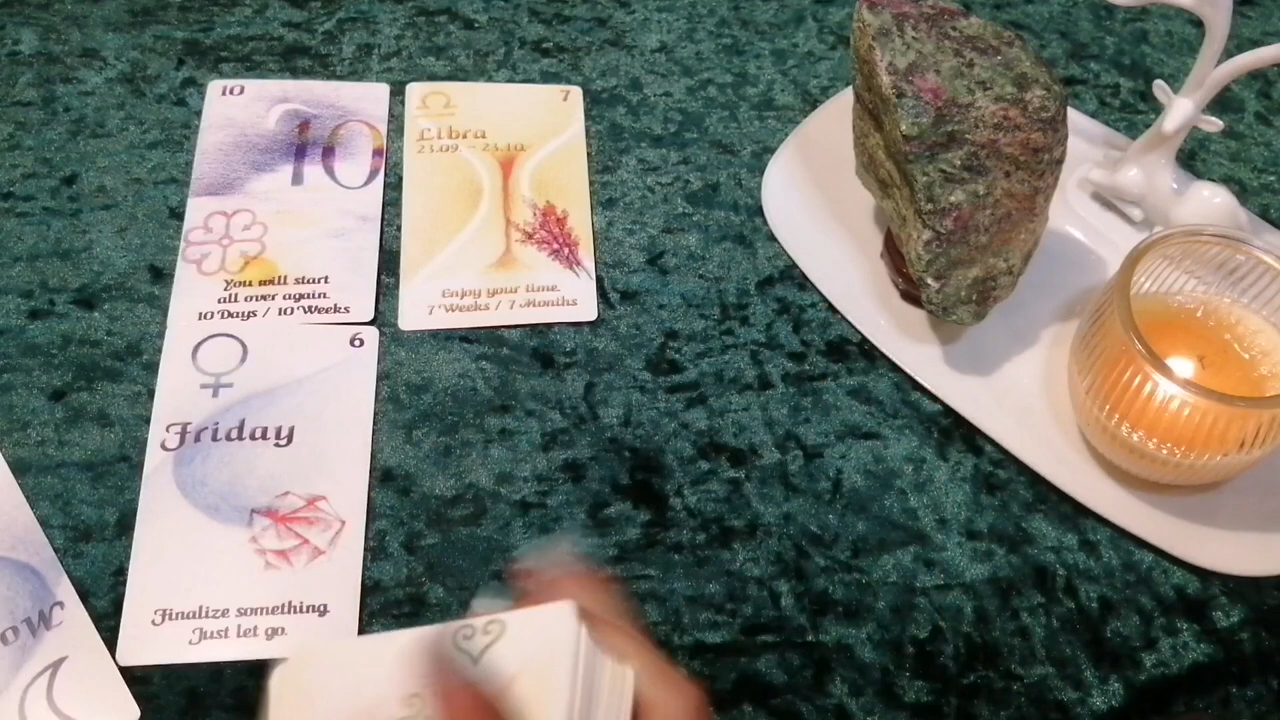 10
10
You will start
all over again.
10 Days / 10 Weeks
7
Libra
23.09. - 23.10.
Enjoy your time.
7 Weeks / 7 Months
6
Friday
Finalize something
Just let go.